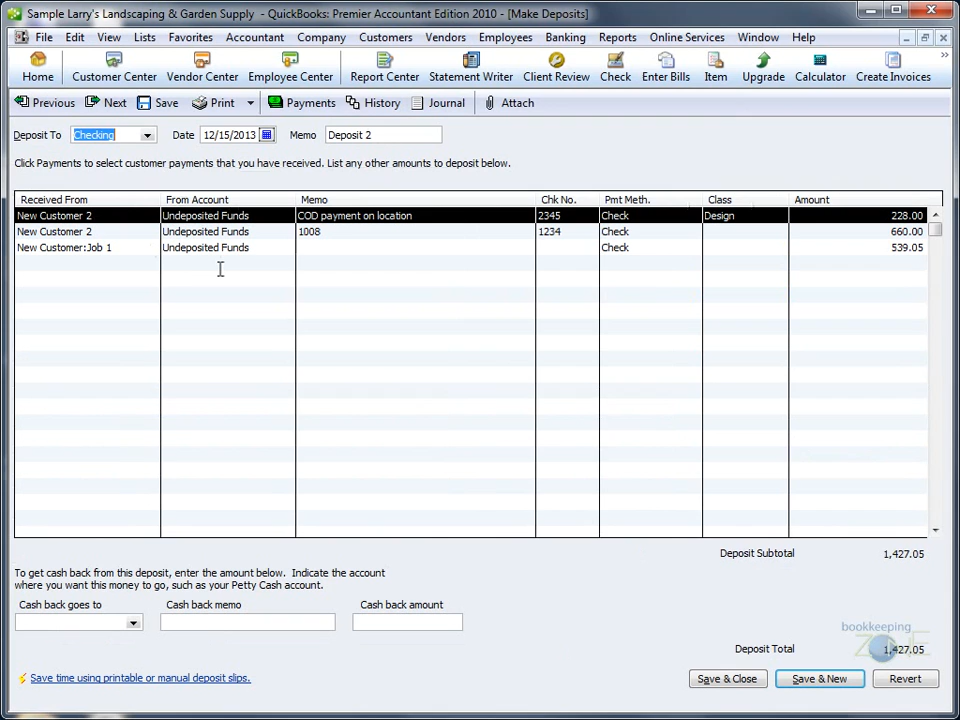 Sample Larry's Landscaping & Garden Supply - QuickBooks: Premier Accountant Edition 2010 - [Make Deposits]
File Edit View Lists Favorites Accountant Company Customers Vendors Employees Banking Reports Online Services Window Help
Home Customer Center Vendor Center Employee Center Report Center Statement Writer Client Review Check Enter Bills Item Upgrade Calculator Create Invoices
Previous Next Save Print Payments History Journal Attach
Deposit To Checking Date 12/15/2013 Memo Deposit 2
Click Payments to select customer payments that you have received. List any other amounts to deposit below.
Received From From Account Memo Chk No. Pmt Meth. Class Amount
New Customer 2 Undeposited Funds COD payment on location 2345 Check Design 228.00
New Customer 2 Undeposited Funds 1008 1234 Check 660.00
New Customer:Job 1 Undeposited Funds Check 539.05
Deposit Subtotal 1,427.05
To get cash back from this deposit, enter the amount below. Indicate the account
where you want this money to go, such as your Petty Cash account.
Cash back goes to Cash back memo Cash back amount
bookkeeping
ZONE
Deposit Total 1,427.05
Save time using printable or manual deposit slips.
Save & Close Save & New Revert